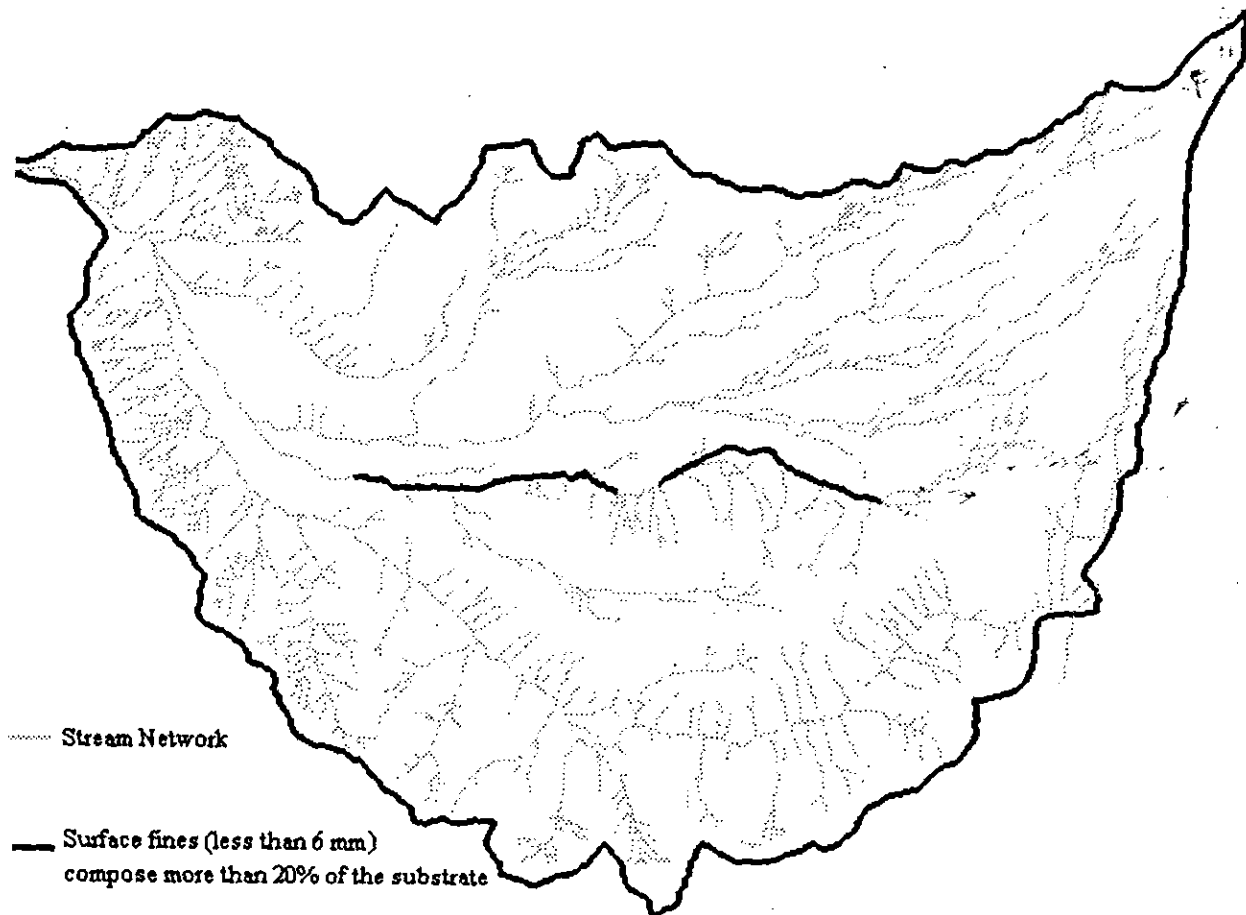 Stream Network
Surface fines (less than 6 mm)
compose more than 20% of the substrate